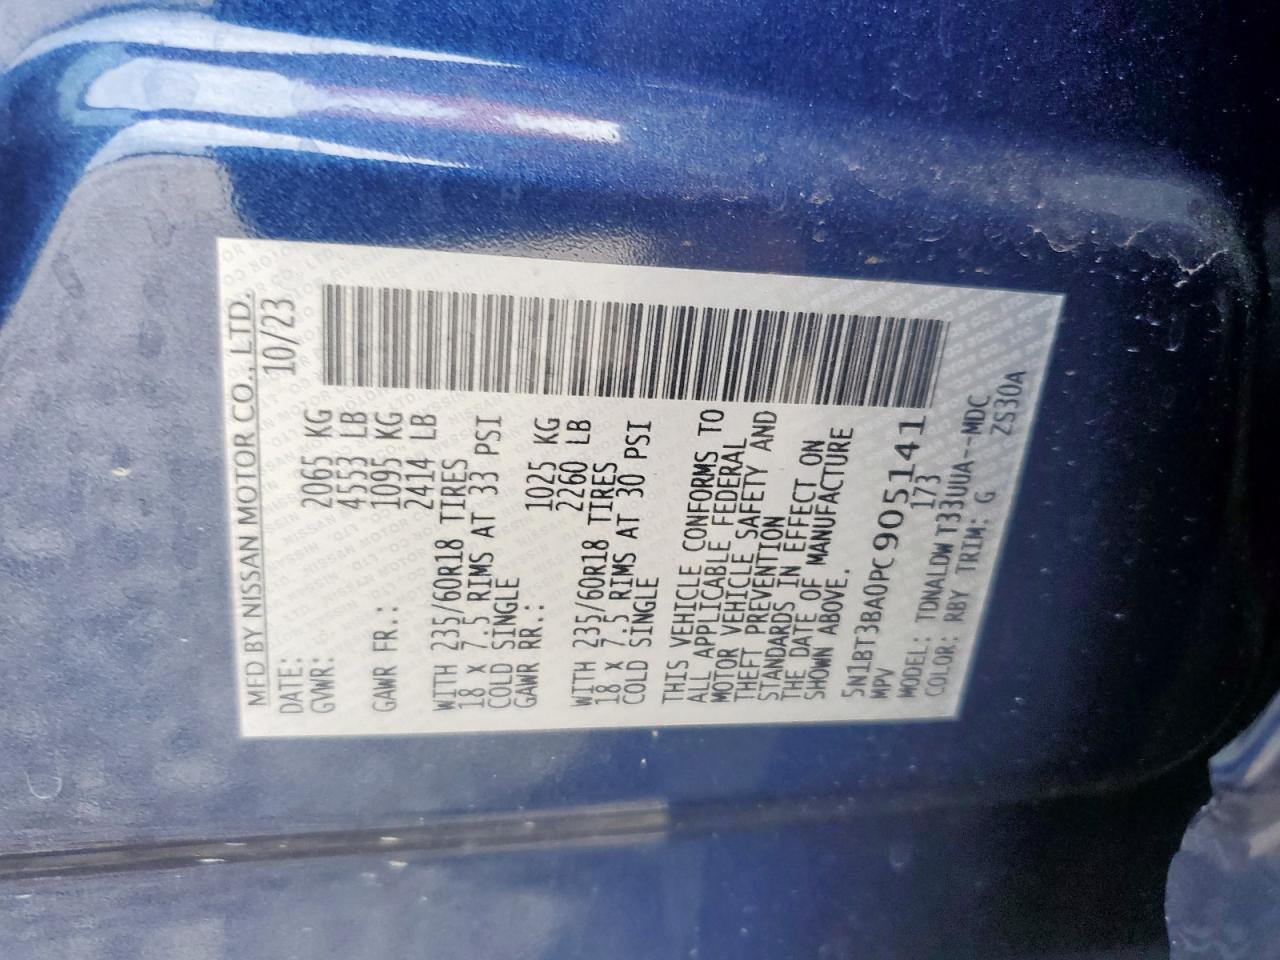 MFD BY NISSAN MOTOR CO., LTD.
DATE: 10/23
GVWR: 2065 KG
4553 LB
GAWR FR.: 1095 KG
2414 LB
WITH 235/60R18 TIRES
18 X 7.5 RIMS AT 33 PSI
COLD SINGLE
GAWR RR.: 1025 KG
2260 LB
WITH 235/60R18 TIRES
18 X 7.5 RIMS AT 30 PSI
COLD SINGLE
THIS VEHICLE CONFORMS TO
ALL APPLICABLE FEDERAL
MOTOR VEHICLE SAFETY AND
THEFT PREVENTION
STANDARDS IN EFFECT ON
THE DATE OF MANUFACTURE
SHOWN ABOVE.
5N1BT3BA0PC905141
MPV 173
MODEL: TDNALDW T33UUA--MDC
COLOR: RBY TRIM: G ZS30A